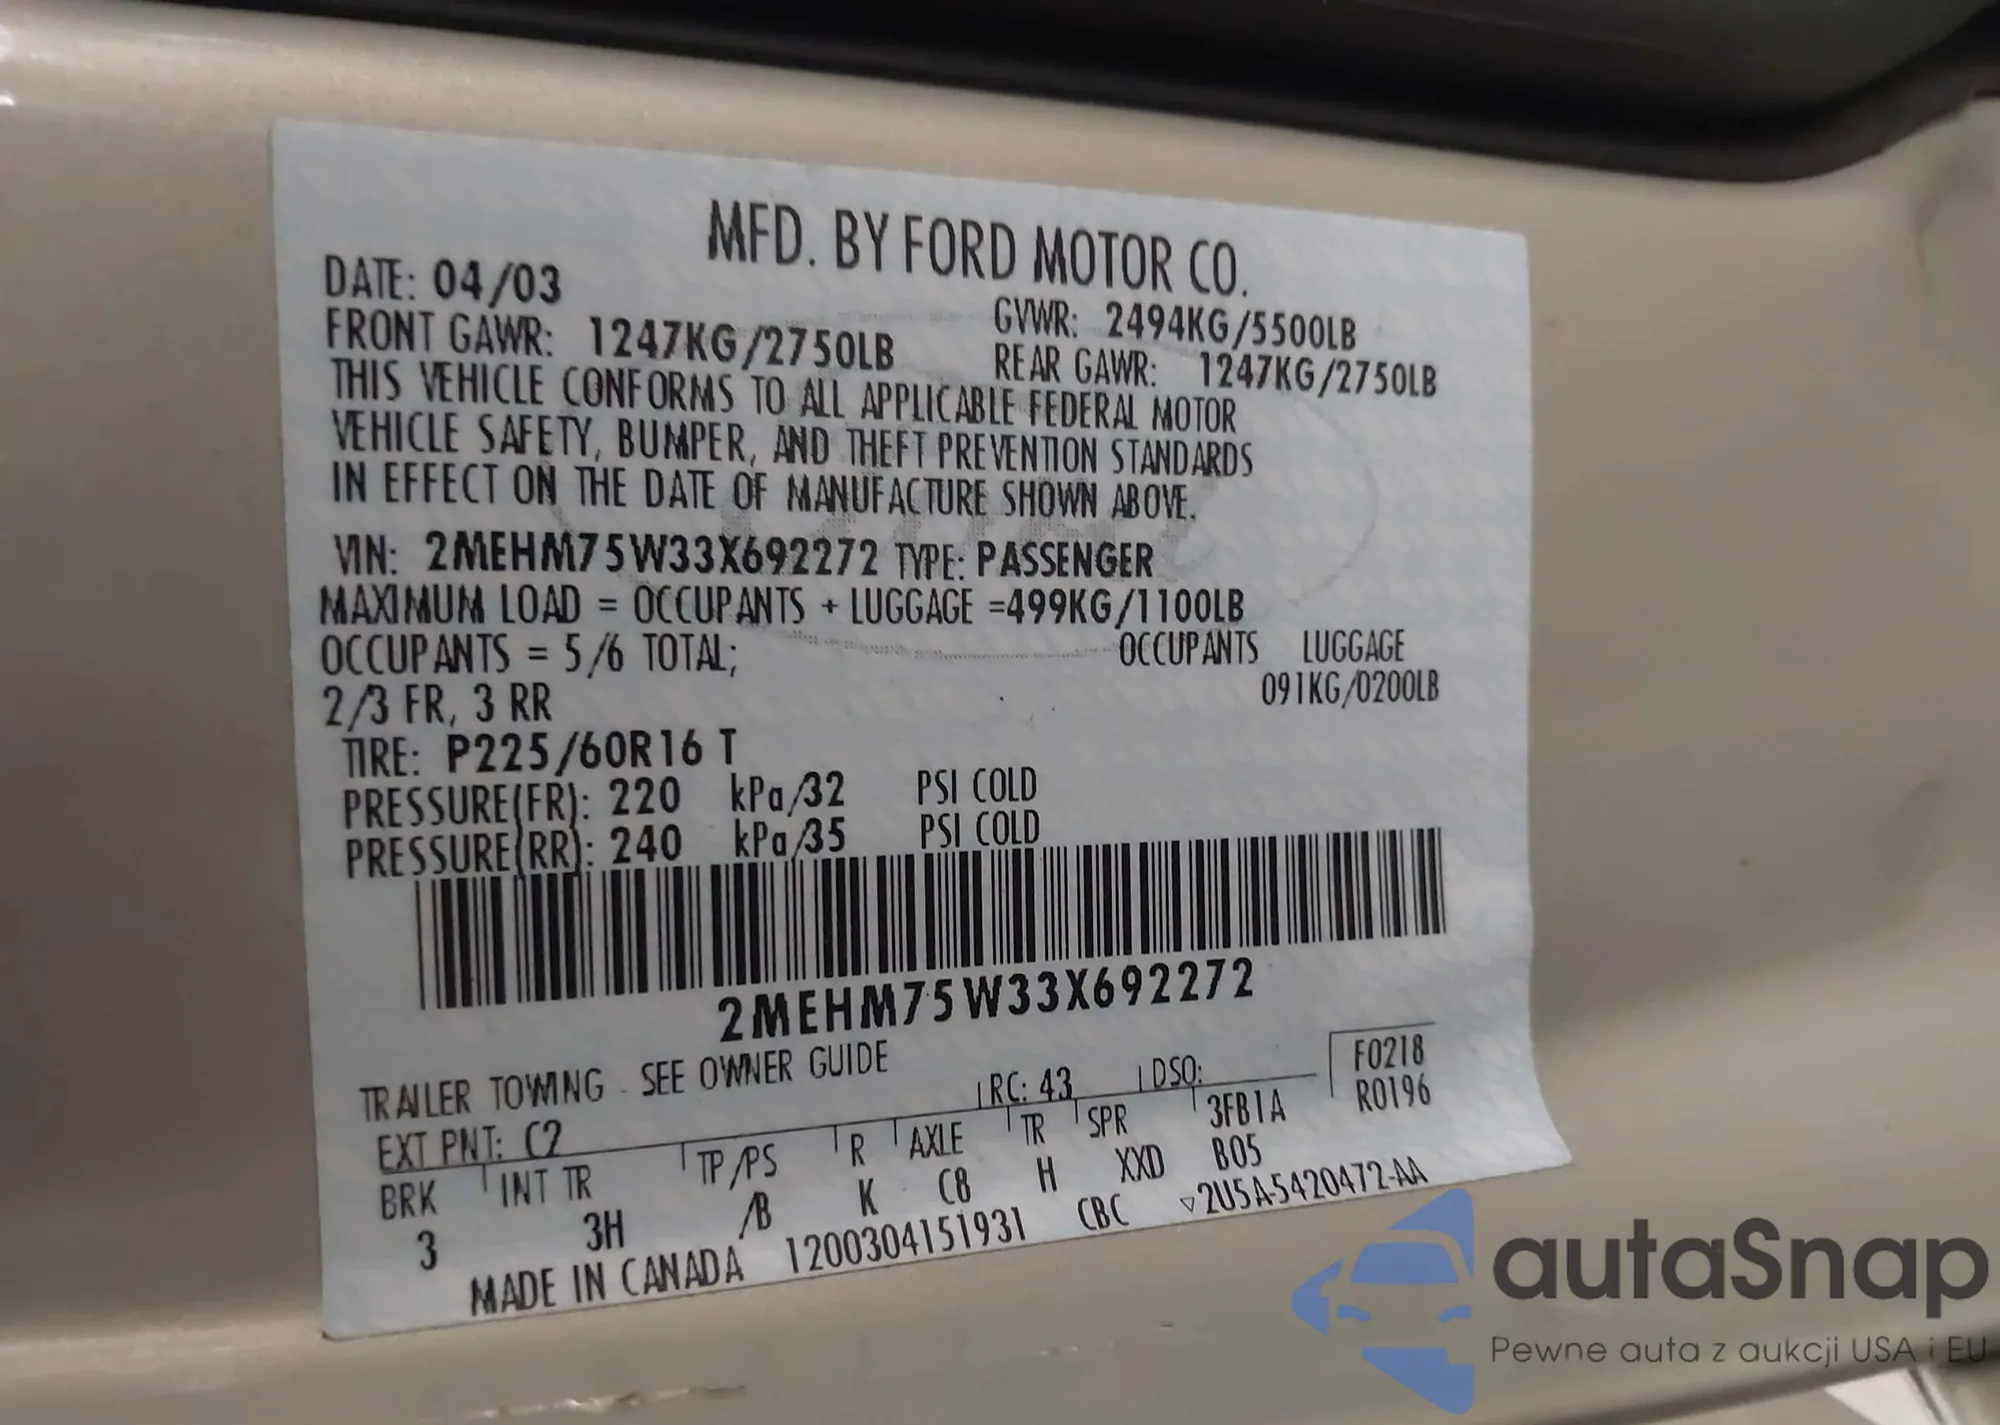 MFD. BY FORD MOTOR CO.
DATE: 04/03
GVWR: 2494KG/5500LB
FRONT GAWR: 1247KG/2750LB
REAR GAWR: 1247KG/2750LB
THIS VEHICLE CONFORMS TO ALL APPLICABLE FEDERAL MOTOR
VEHICLE SAFETY, BUMPER, AND THEFT PREVENTION STANDARDS
IN EFFECT ON THE DATE OF MANUFACTURE SHOWN ABOVE.
VIN: 2MEHM75W33X692272 TYPE: PASSENGER
MAXIMUM LOAD = OCCUPANTS + LUGGAGE =499KG/1100LB
OCCUPANTS = 5/6 TOTAL; OCCUPANTS LUGGAGE
2/3 FR, 3 RR 091KG/0200LB
TIRE: P225/60R16 T
PRESSURE(FR): 220 kPa/32 PSI COLD
PRESSURE(RR): 240 kPa/35 PSI COLD
2MEHM75W33X692272
TRAILER TOWING - SEE OWNER GUIDE
EXT PNT: C2 RC: 43 DSO: F0218
R0196
BRK INT TR TP/PS R AXLE TR SPR 3FB1A
3 3H /B K C8 H XXD B05
MADE IN CANADA 1200304151931 CBC ▽2U5A-5420472-AA
autaSnap
Pewne auta z aukcji USA i EU